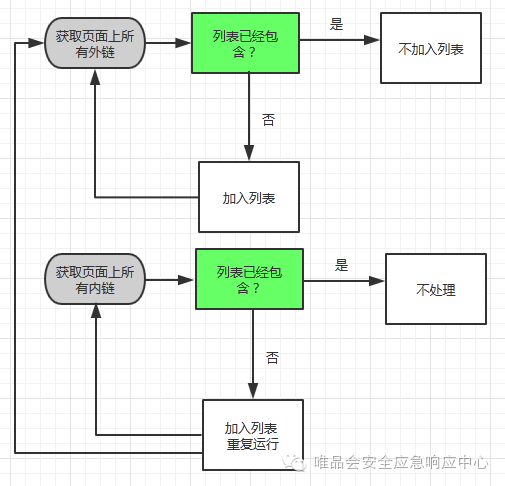 获取页面上所
有外链
列表已经包
含？
是
不加入列表
否
加入列表
获取页面上所
有内链
列表已经包
含？
是
不处理
否
加入列表
重复运行
唯品会安全应急响应中心